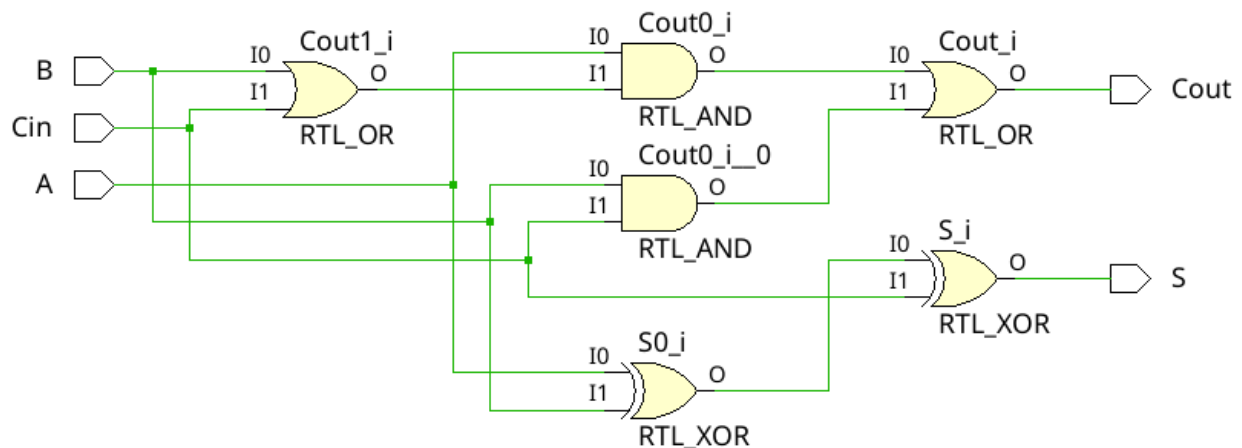 B
Cin
A
Cout1_i
I0
I1
O
RTL_OR
Cout0_i
I0
I1
O
RTL_AND
Cout0_i__0
I0
I1
O
RTL_AND
S0_i
I0
I1
O
RTL_XOR
Cout_i
I0
I1
O
RTL_OR
Cout
S_i
I0
I1
O
RTL_XOR
S